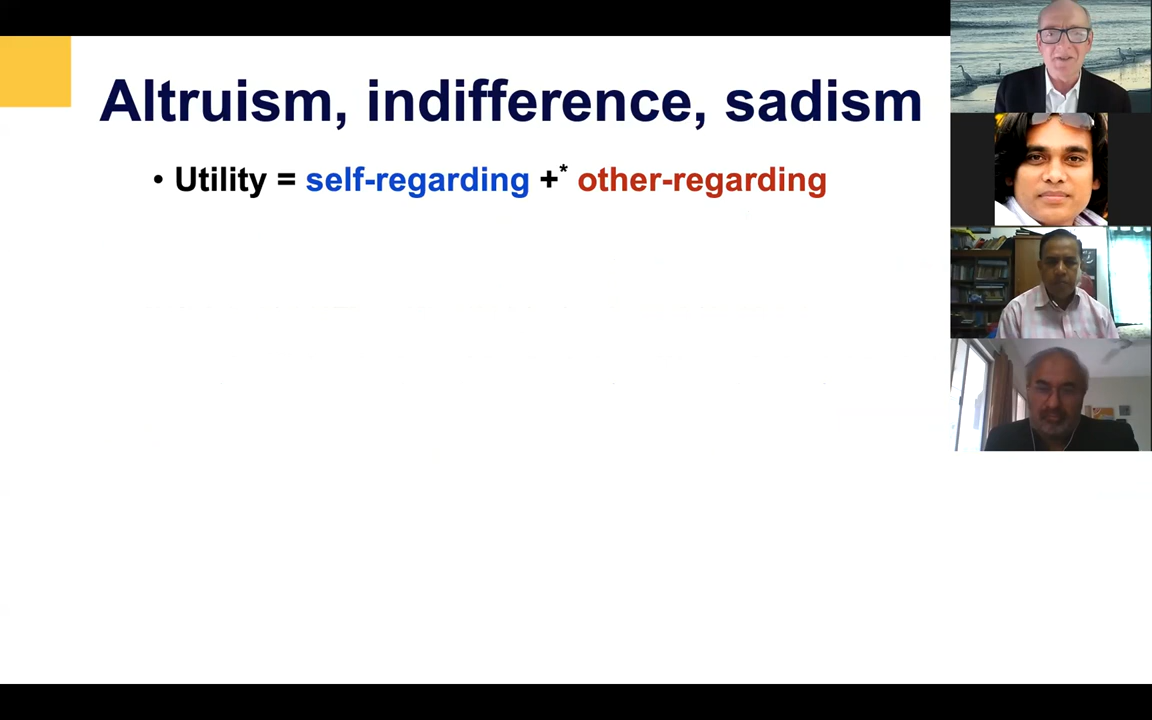 Altruism, indifference, sadism
• Utility = self-regarding +* other-regarding